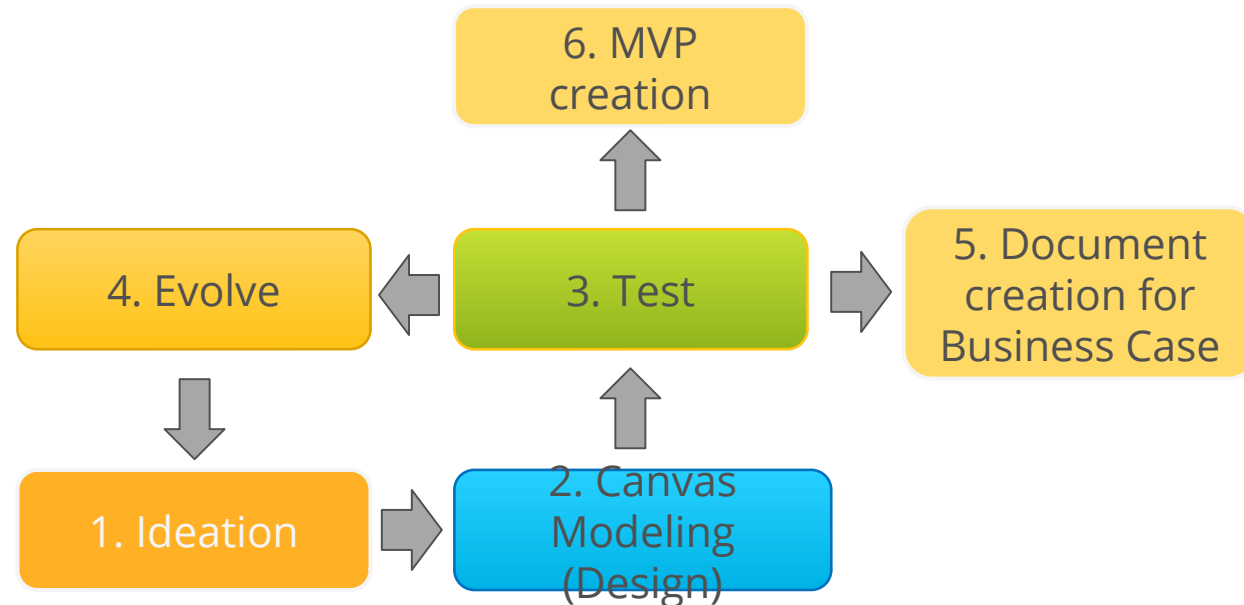 6. MVP
creation
4. Evolve
3. Test
5. Document
creation for
Business Case
1. Ideation
2. Canvas
Modeling
(Design)